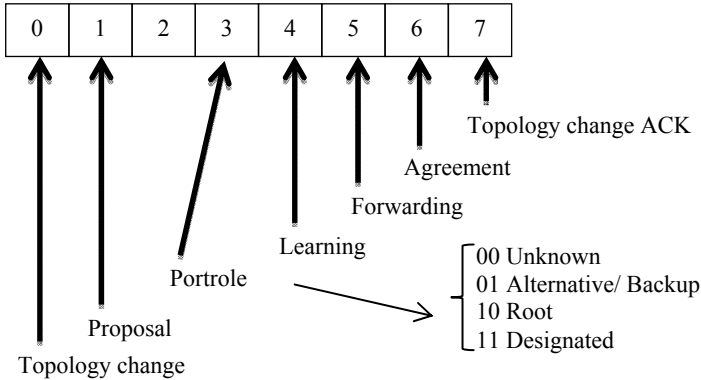 0 1 2 3 4 5 6 7
Topology change ACK
Agreement
Forwarding
Learning
Portrole
Proposal
Topology change
00 Unknown
01 Alternative/ Backup
10 Root
11 Designated